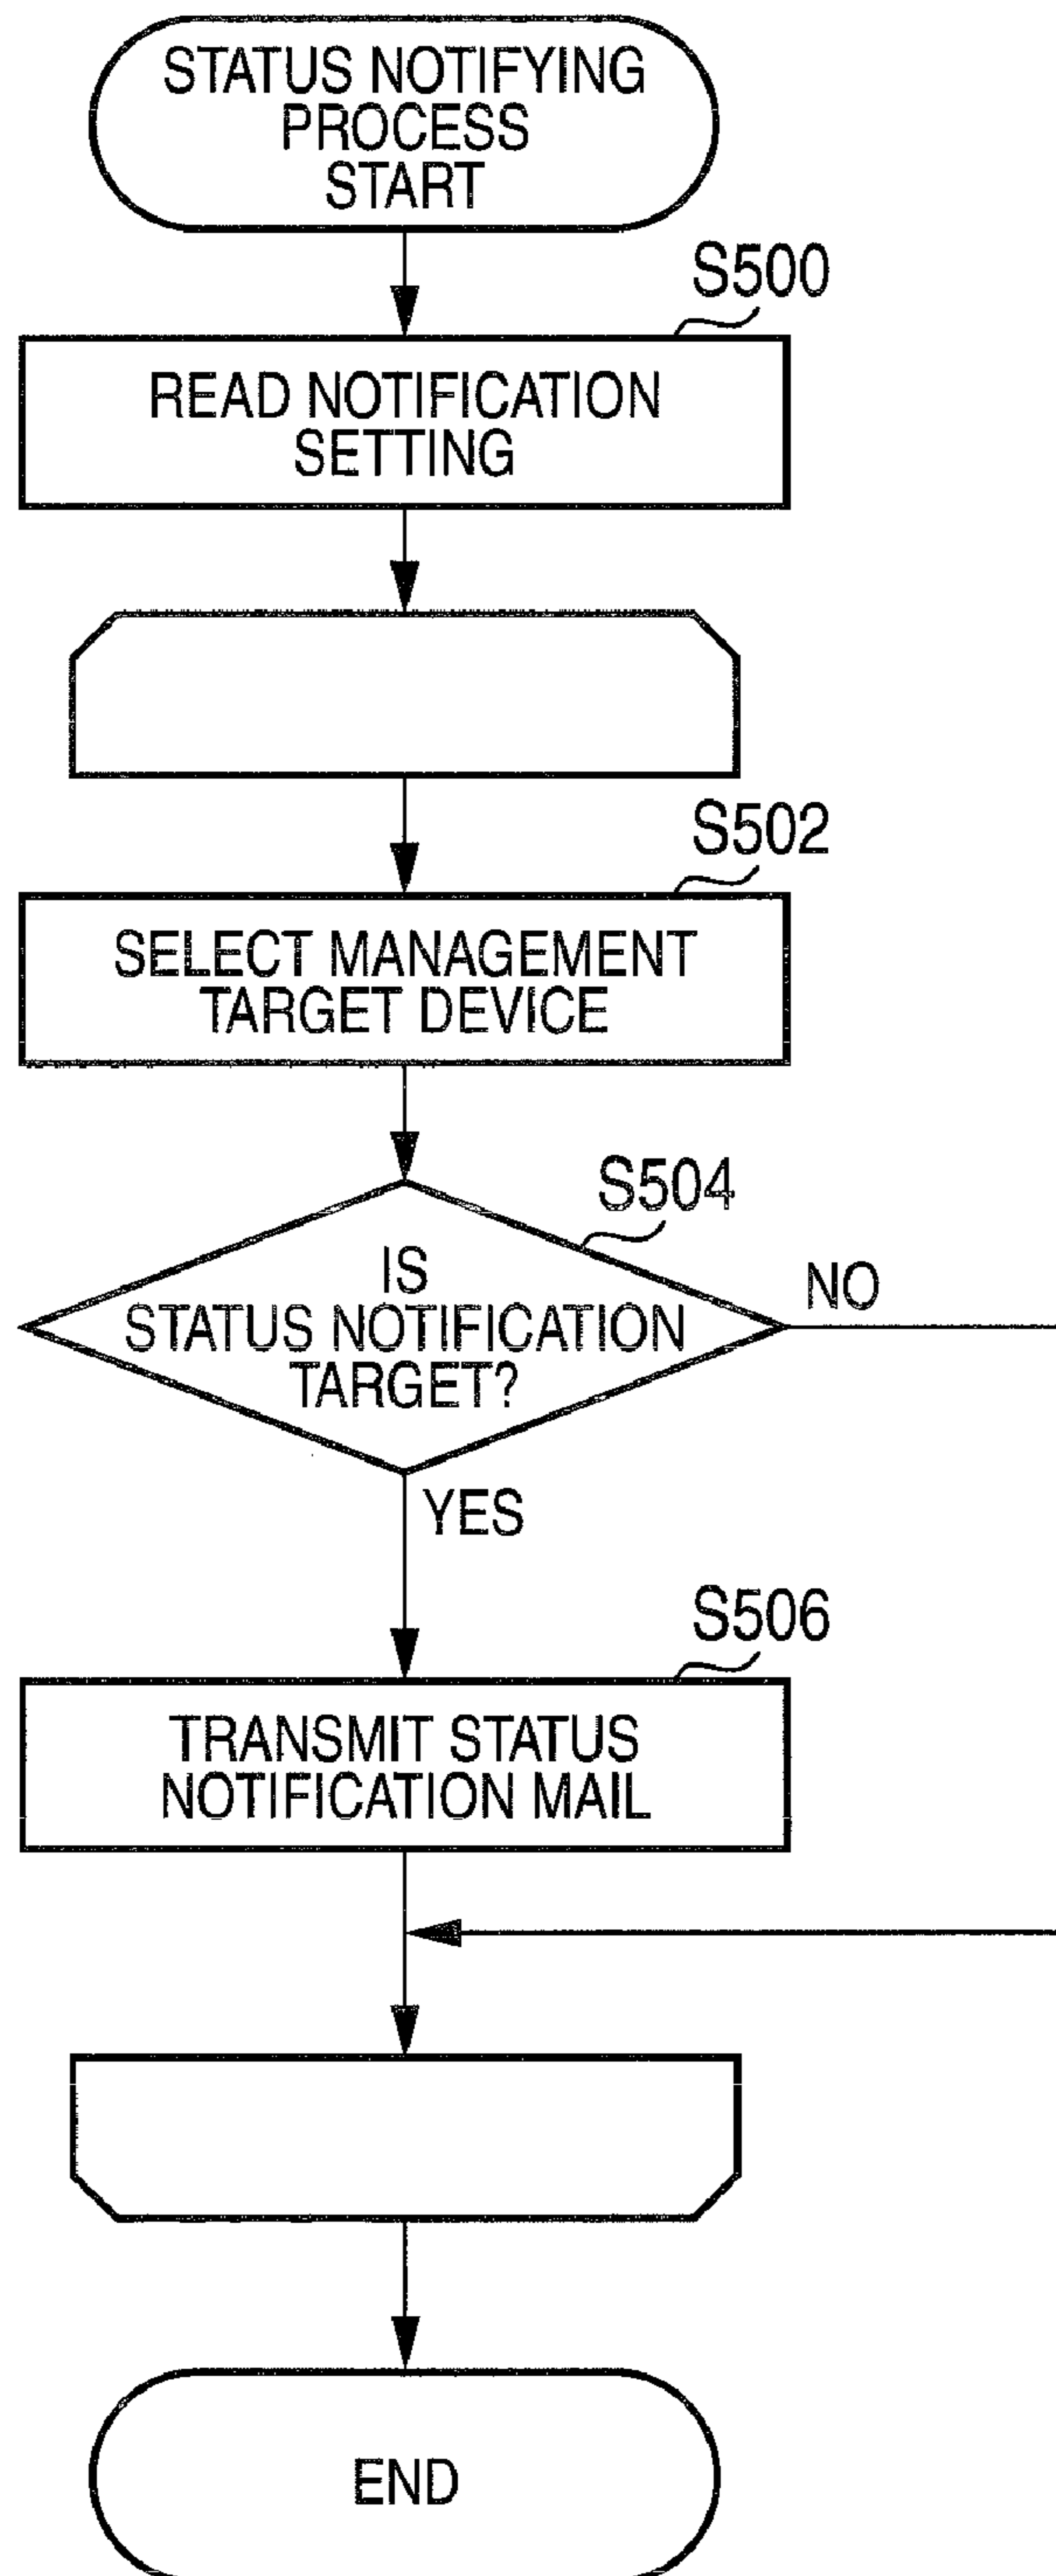 STATUS NOTIFYING
PROCESS
START
S500
READ NOTIFICATION
SETTING
S502
SELECT MANAGEMENT
TARGET DEVICE
S504
IS
STATUS NOTIFICATION
TARGET?
NO
YES
S506
TRANSMIT STATUS
NOTIFICATION MAIL
END